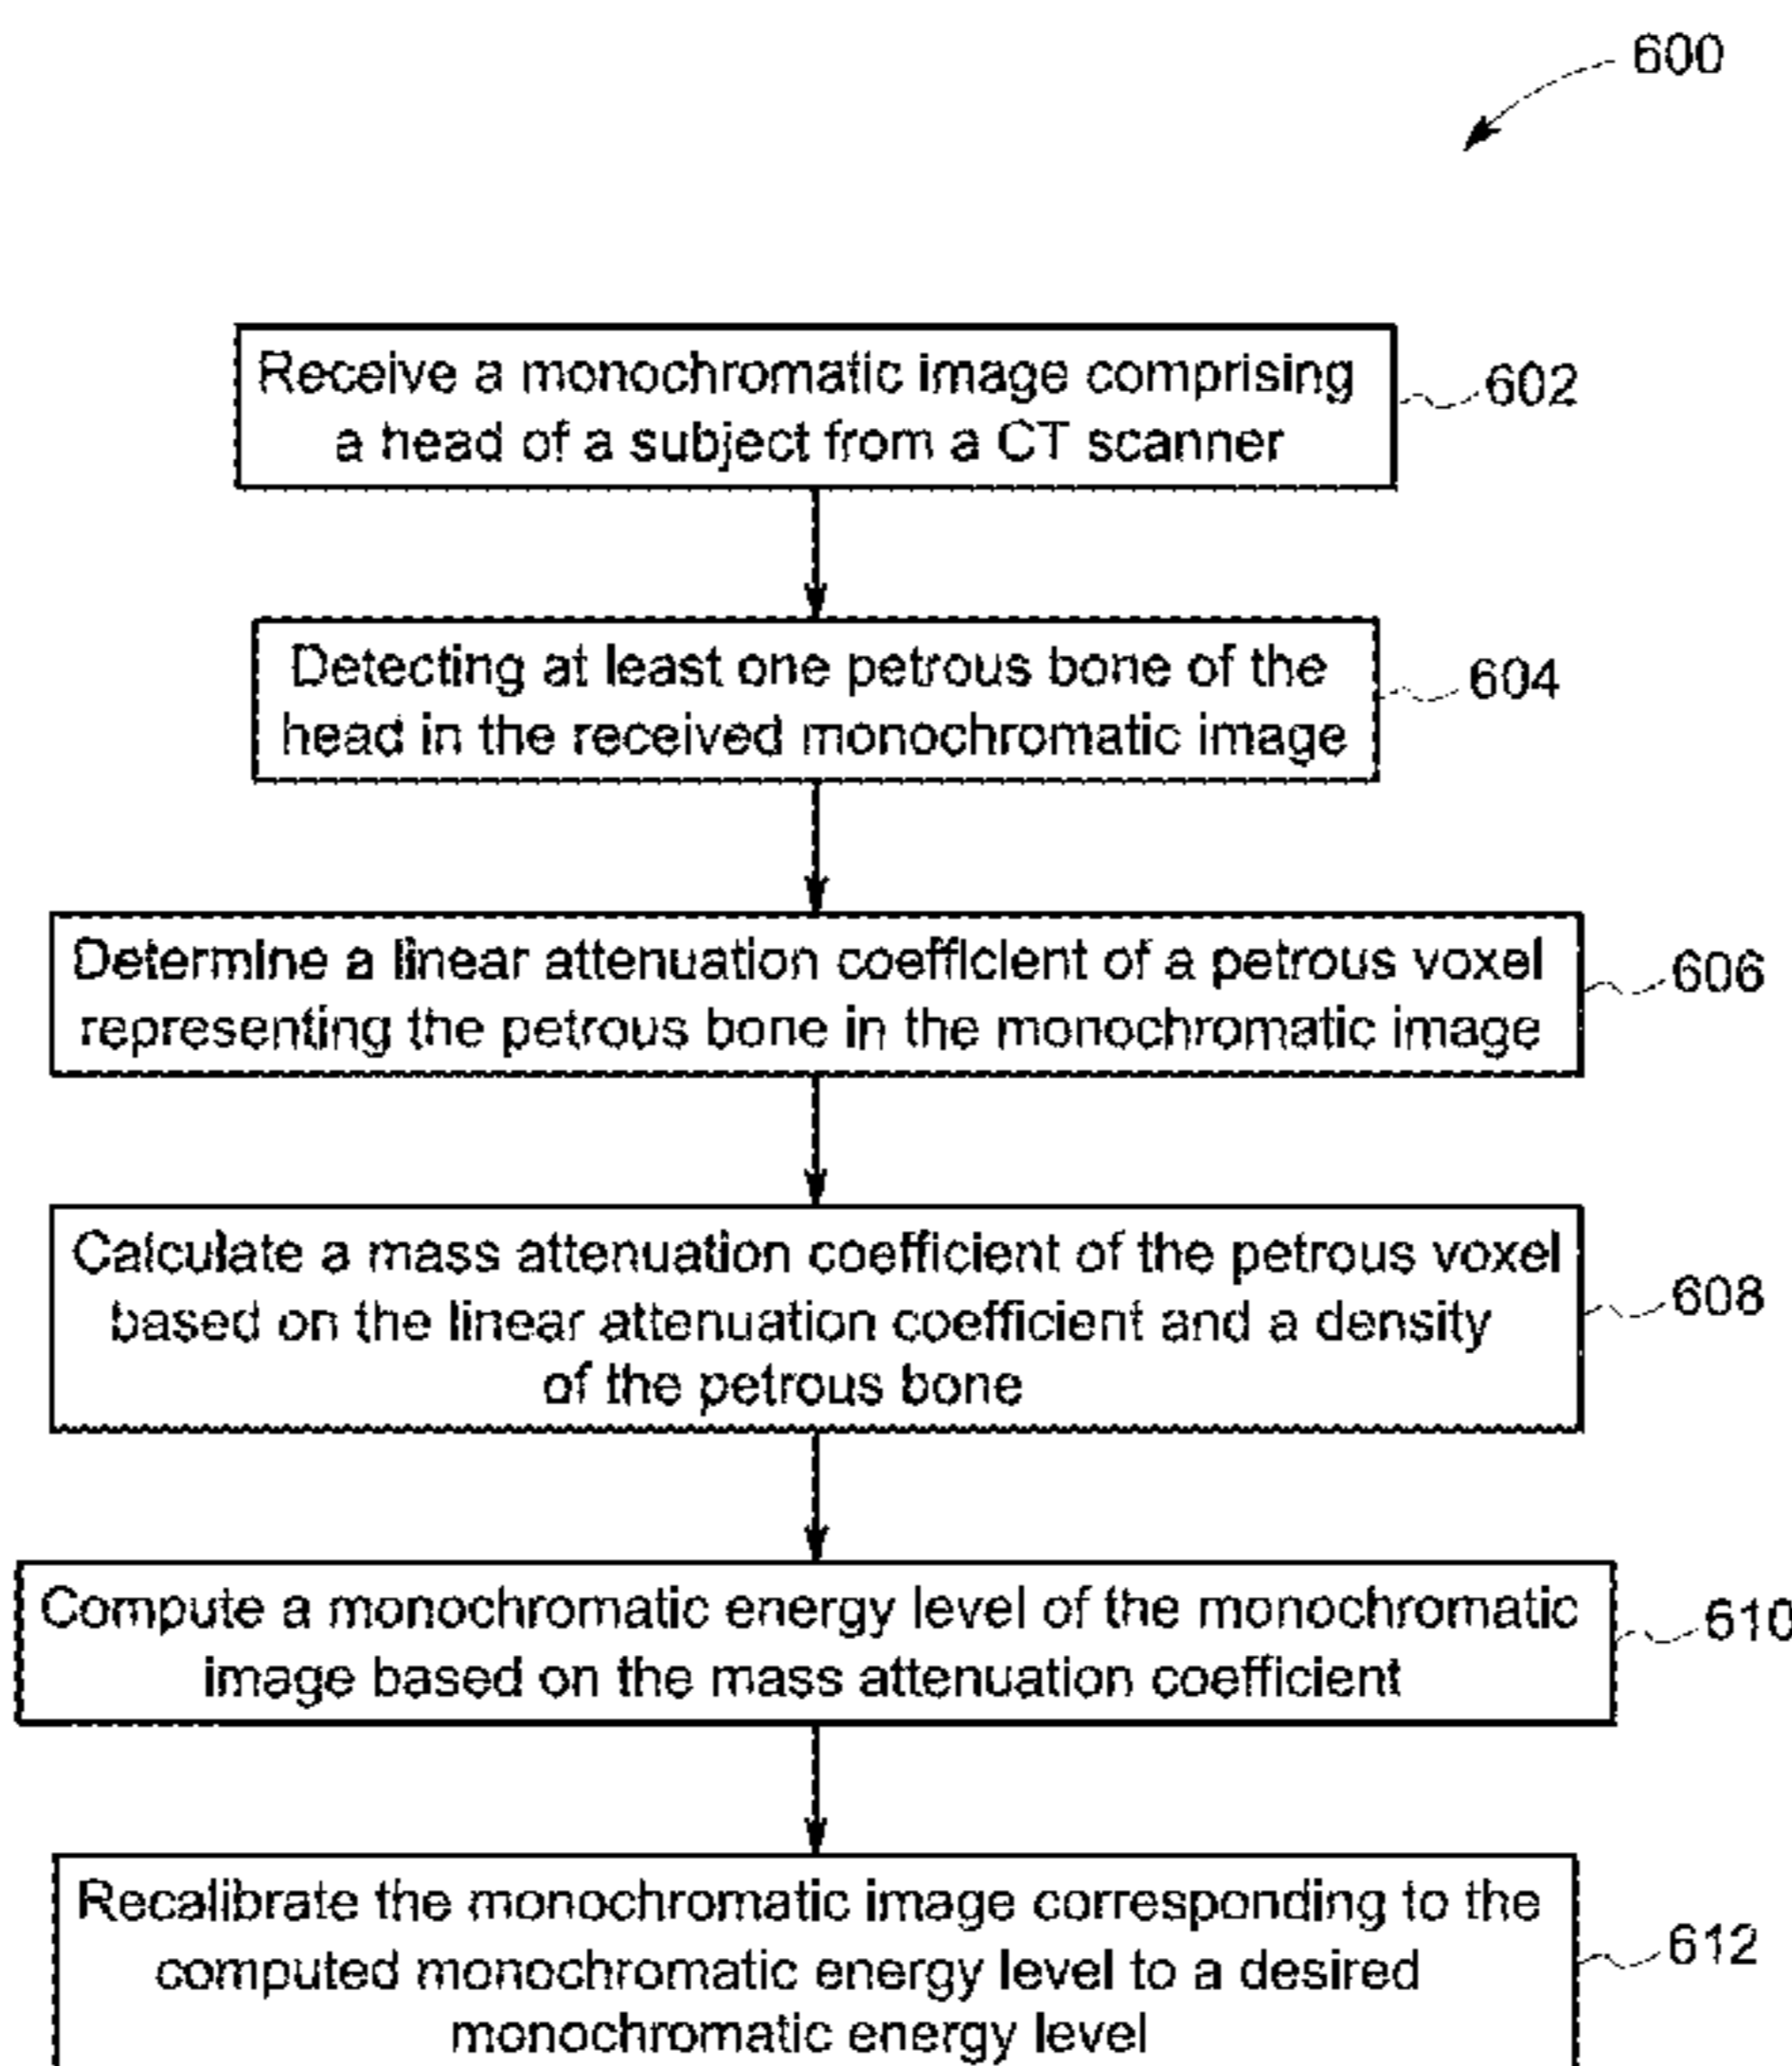 600
Receive a monochromatic image comprising
a head of a subject from a CT scanner
602
Detecting at least one petrous bone of the
head in the received monochromatic image
604
Determine a linear attenuation coefficient of a petrous voxel
representing the petrous bone in the monochromatic image
606
Calculate a mass attenuation coefficient of the petrous voxel
based on the linear attenuation coefficient and a density
of the petrous bone
608
Compute a monochromatic energy level of the monochromatic
image based on the mass attenuation coefficient
610
Recalibrate the monochromatic image corresponding to the
computed monochromatic energy level to a desired
monochromatic energy level
612